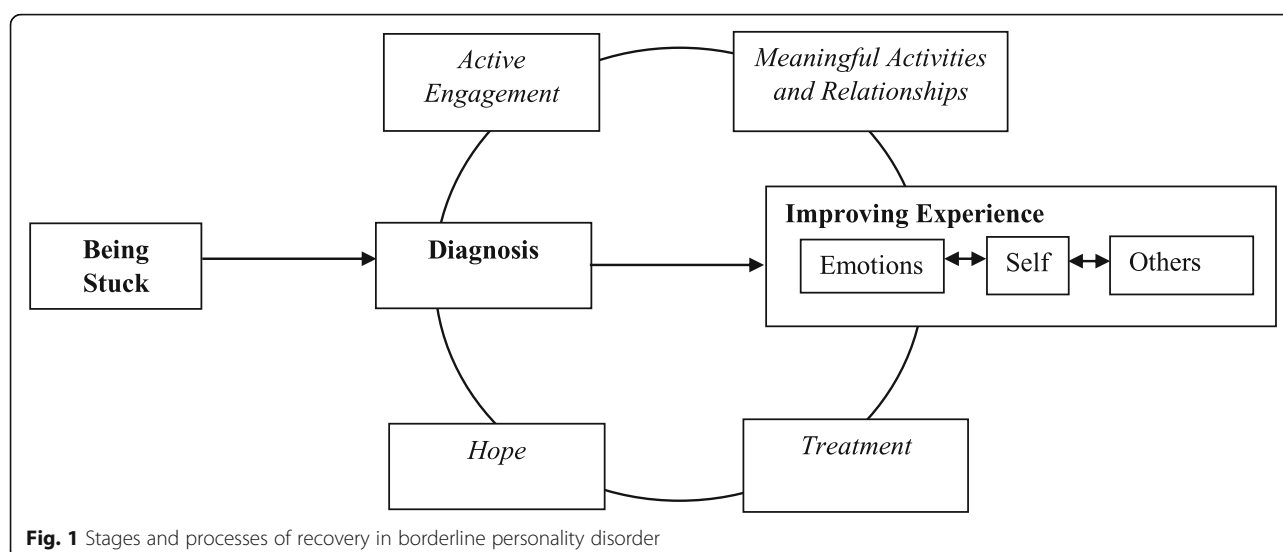 Active
Engagement
Meaningful Activities
and Relationships
Being
Stuck
Diagnosis
Improving Experience
Emotions
Self
Others
Hope
Treatment
Fig. 1 Stages and processes of recovery in borderline personality disorder